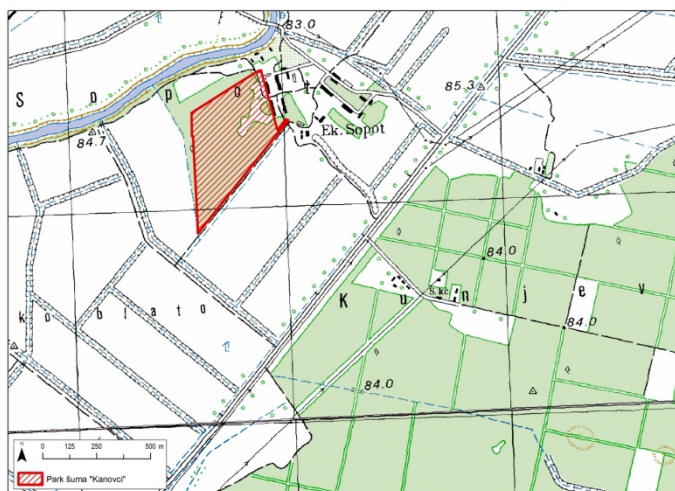 83.0
S o p o t
85.3
Ek. Sopot
84.7
84.0
K u n j e v
Š. kć.
k o b l a t o
84.0
84.0
N
0 125 250 500 m
Park šuma "Kanovci"